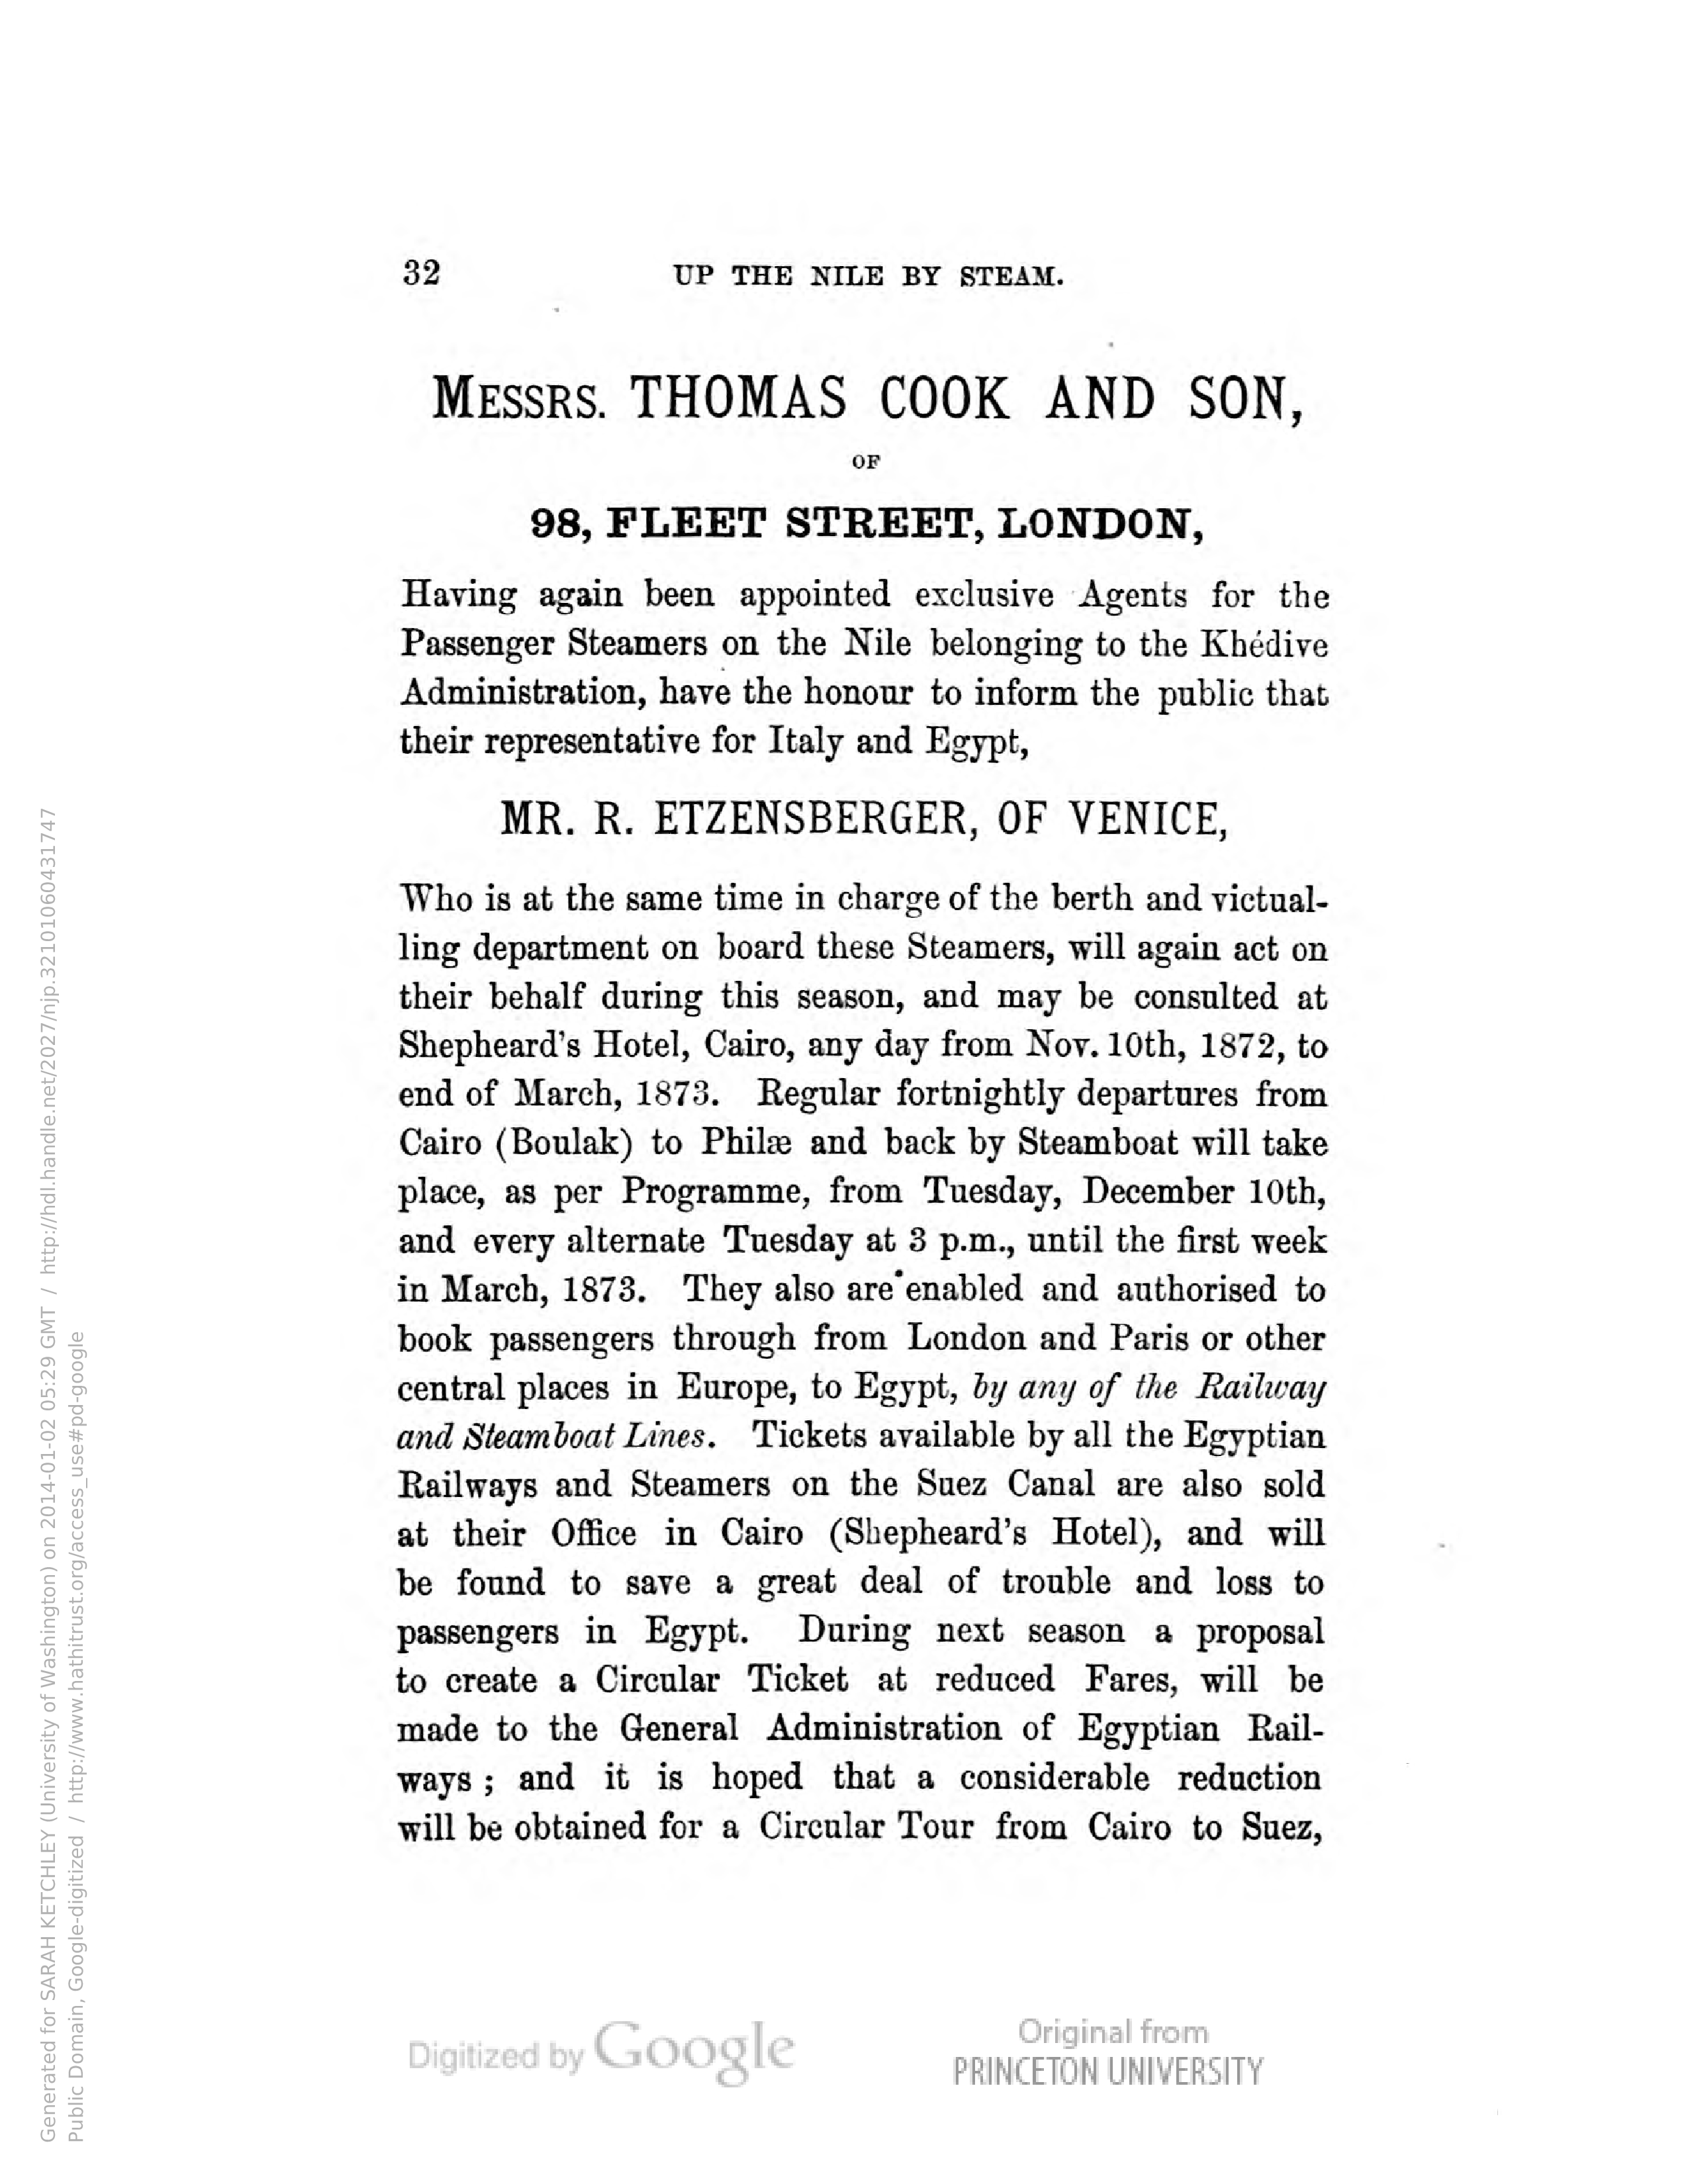 32 UP THE NILE BY STEAM.
MESSRS. THOMAS COOK AND SON,
OF
98, FLEET STREET, LONDON,
Having again been appointed exclusive Agents for the
Passenger Steamers on the Nile belonging to the Khédive
Administration, have the honour to inform the public that
their representative for Italy and Egypt,
MR. R. ETZENSBERGER, OF VENICE,
Who is at the same time in charge of the berth and victual-
ling department on board these Steamers, will again act on
their behalf during this season, and may be consulted at
Shepheard's Hotel, Cairo, any day from Nov. 10th, 1872, to
end of March, 1873. Regular fortnightly departures from
Cairo (Boulak) to Philæ and back by Steamboat will take
place, as per Programme, from Tuesday, December 10th,
and every alternate Tuesday at 3 p.m., until the first week
in March, 1873. They also are enabled and authorised to
book passengers through from London and Paris or other
central places in Europe, to Egypt, by any of the Railway
and Steamboat Lines. Tickets available by all the Egyptian
Railways and Steamers on the Suez Canal are also sold
at their Office in Cairo (Shepheard's Hotel), and will
be found to save a great deal of trouble and loss to
passengers in Egypt. During next season a proposal
to create a Circular Ticket at reduced Fares, will be
made to the General Administration of Egyptian Rail-
ways ; and it is hoped that a considerable reduction
will be obtained for a Circular Tour from Cairo to Suez,
Digitized by Google
Original from
PRINCETON UNIVERSITY
Generated for SARAH KETCHLEY (University of Washington) on 2014-01-02 05:29 GMT / http://hdl.handle.net/2027/njp.32101060431747
Public Domain, Google-digitized / http://www.hathitrust.org/access_use#pd-google